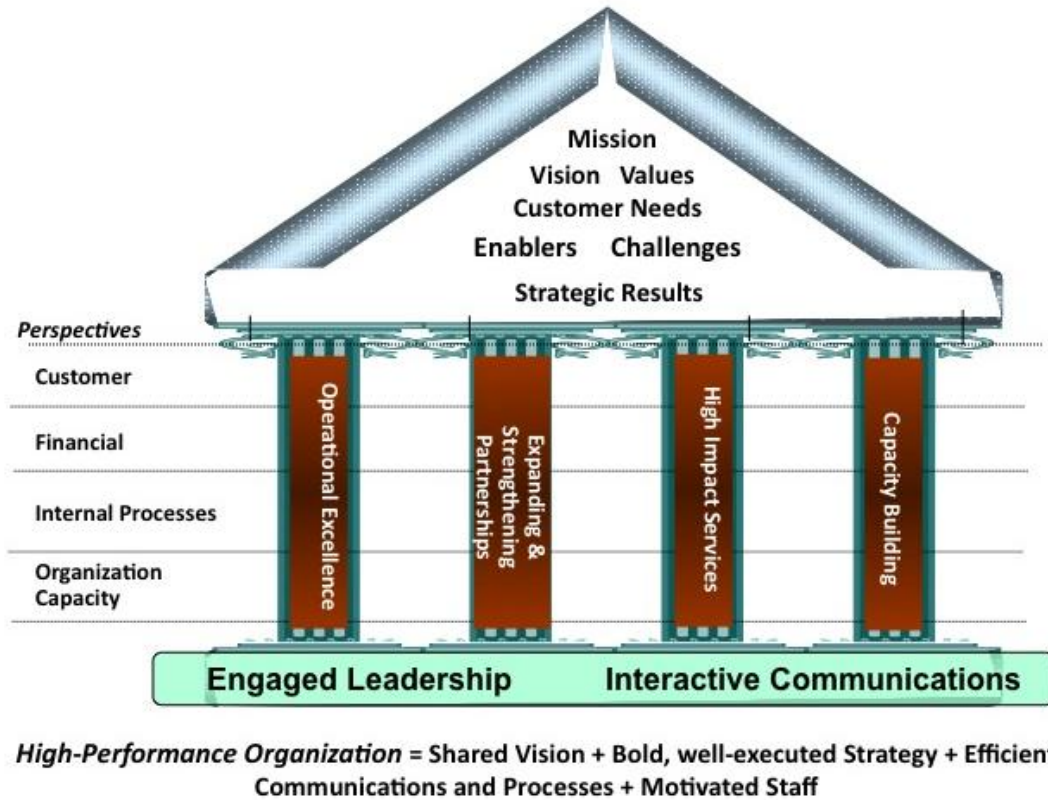 Mission
Vision Values
Customer Needs
Enablers Challenges
Strategic Results
Perspectives
Customer
Financial
Internal Processes
Organization
Capacity
Operational Excellence
Expanding &
Strengthening
Partnerships
High Impact Services
Capacity Building
Engaged Leadership Interactive Communications
High-Performance Organization = Shared Vision + Bold, well-executed Strategy + Efficient
Communications and Processes + Motivated Staff